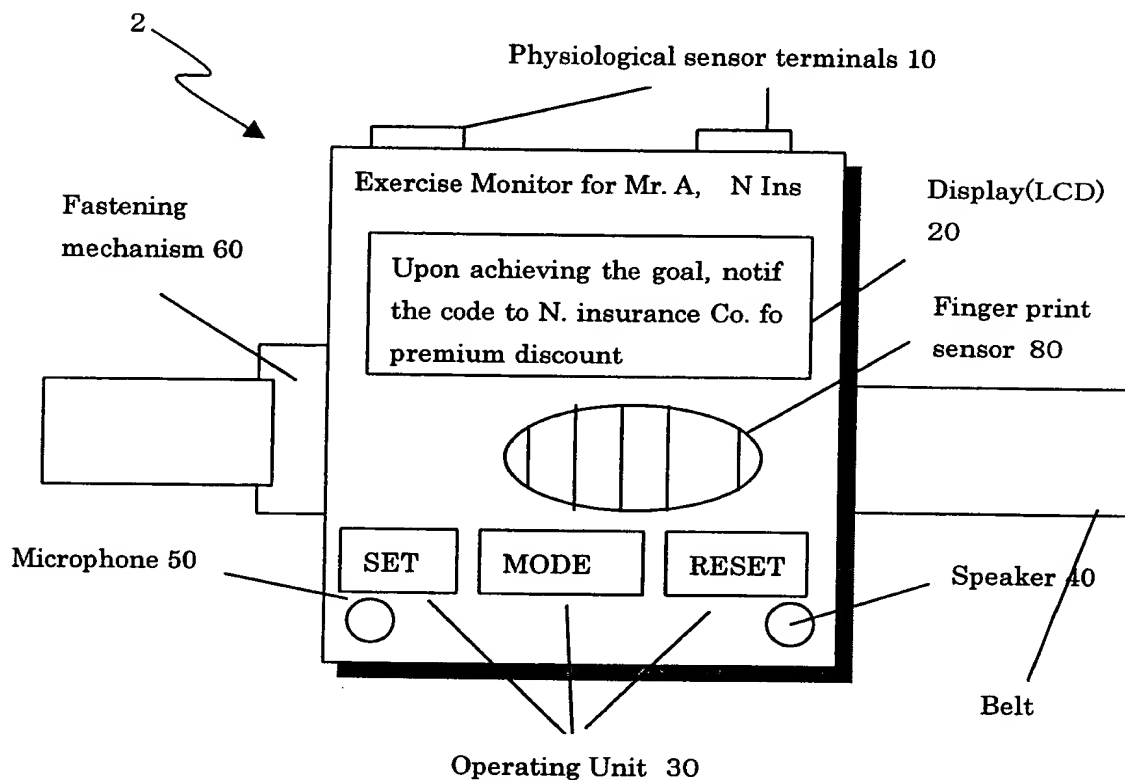 2
Physiological sensor terminals 10
Exercise Monitor for Mr. A, N Ins
Fastening
mechanism 60
Display(LCD)
20
Upon achieving the goal, notif
the code to N. insurance Co. fo
premium discount
Finger print
sensor 80
Microphone 50
SET
MODE
RESET
Speaker 40
Belt
Operating Unit 30